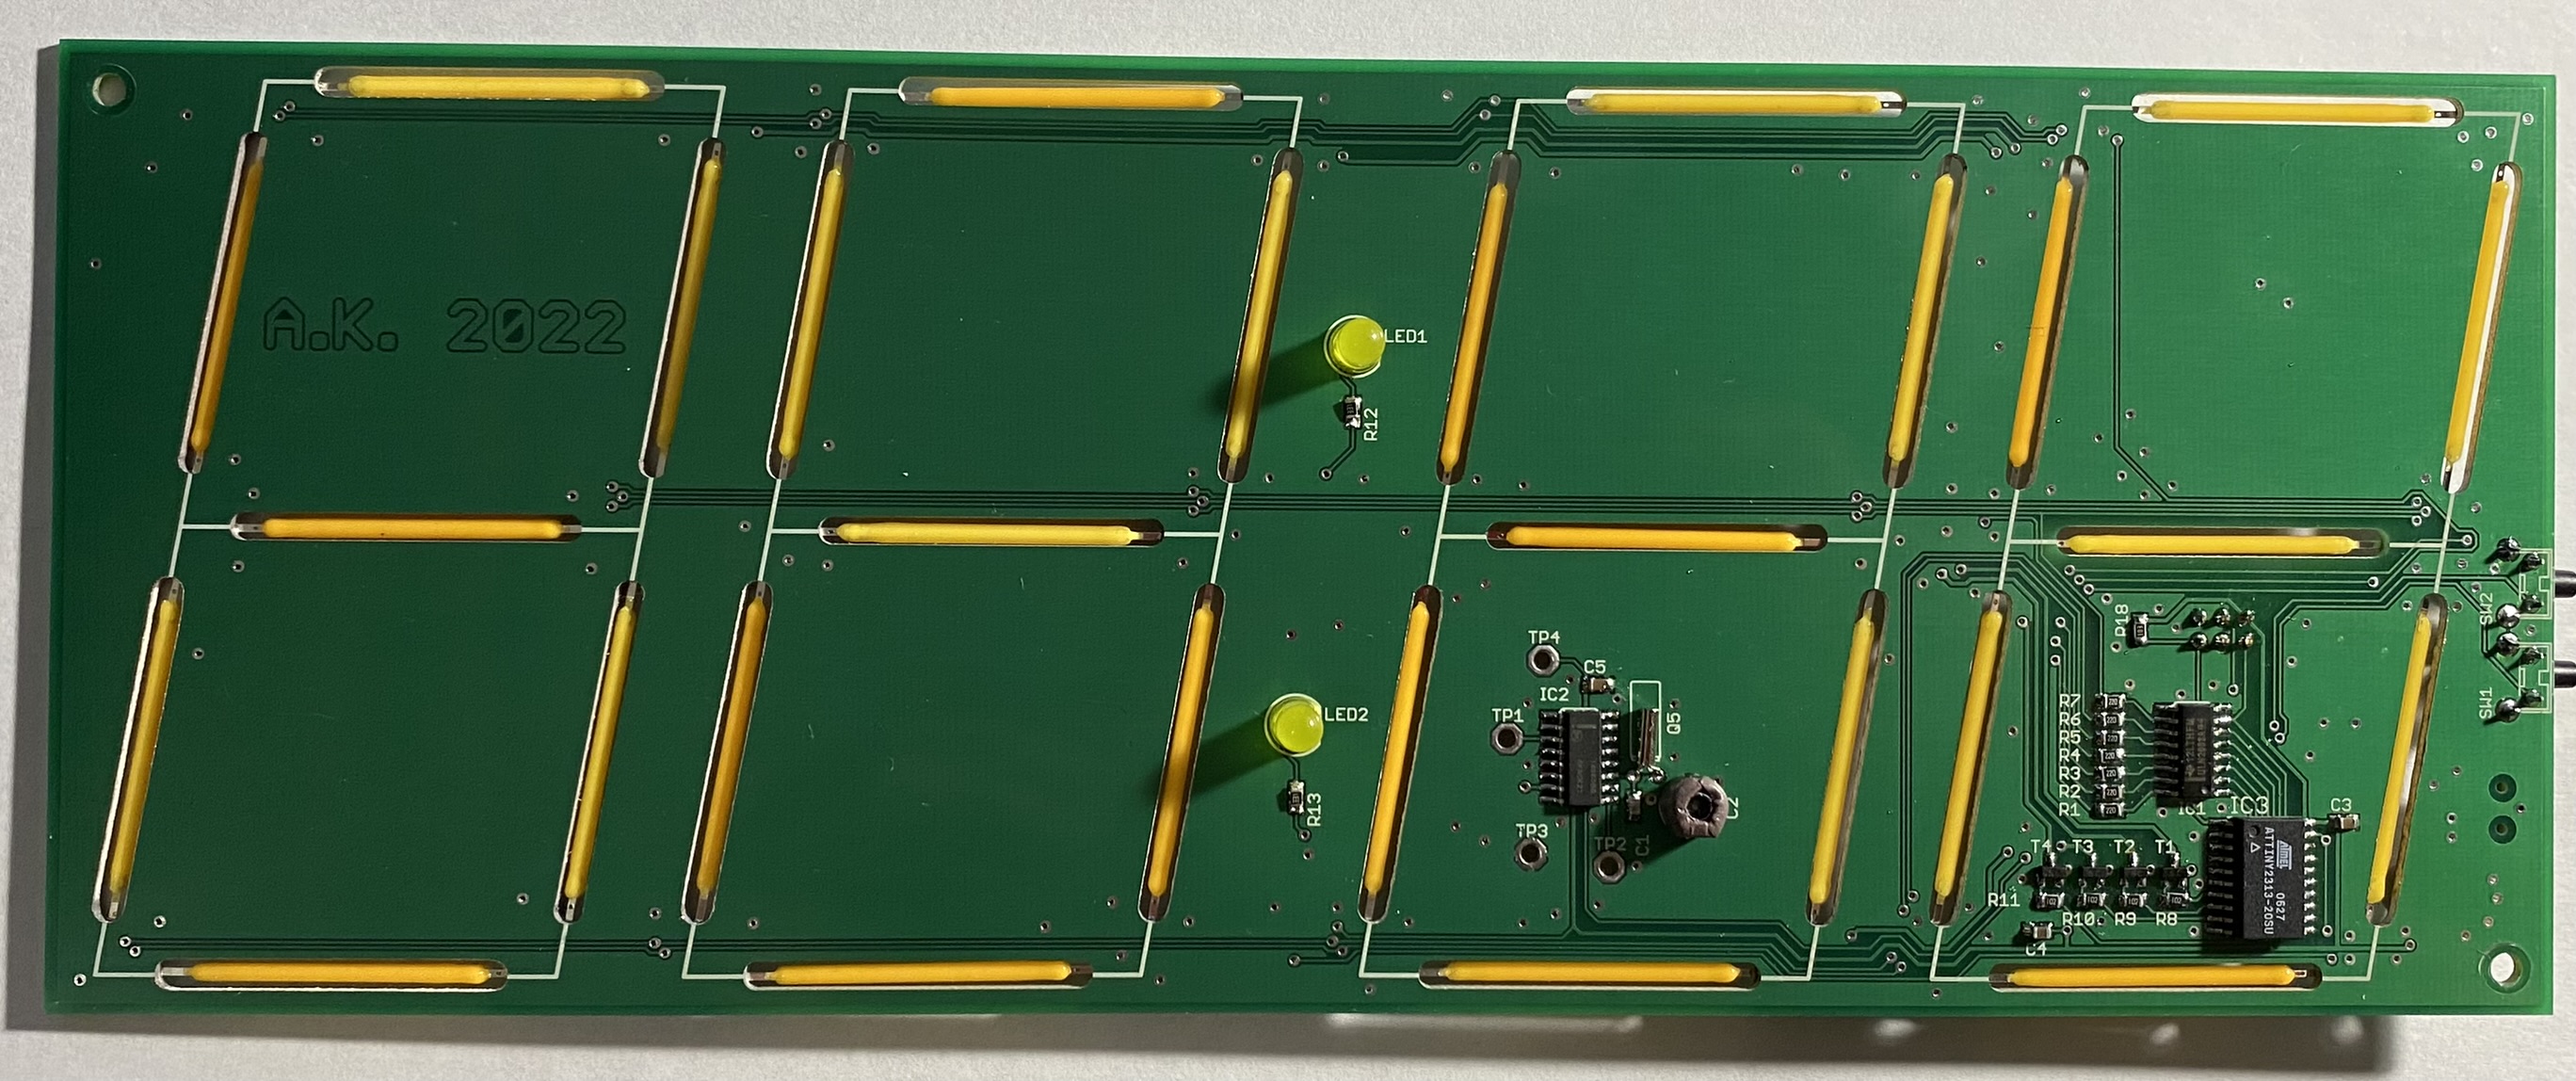 A.K. 2022
LED1
R12
LED2
R13
TP4
C5
IC2
TP1
Q5
C2
TP3
TP2
C1
R18
SW2
SW1
R7
R6
R5
R4
R3
R2
R1
IC1
IC3
C3
T4 T3 T2 T1
R11
R10 R9 R8
C4
Atmel 0627
ATTINY2313-20SU